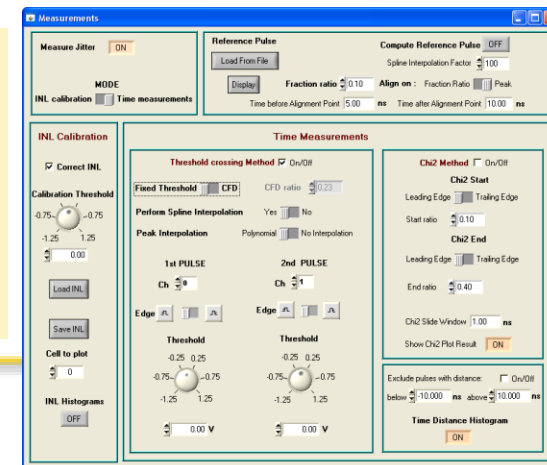 Measurements
Measure Jitter ON
MODE
INL calibration Time measurements
Reference Pulse
Load From File
Display
Compute Reference Pulse OFF
Spline Interpolation Factor 100
Fraction ratio 0.10 Align on : Fraction Ratio Peak
Time before Alignment Point 5.00 ns Time after Alignment Point 10.00 ns
INL Calibration
Correct INL
Calibration Threshold
-0.75 0.75
-1.25 1.25
0.00
Load INL
Save INL
Cell to plot
0
INL Histograms
OFF
Time Measurements
Threshold crossing Method On/Off
Fixed Threshold CFD CFD ratio 0.23
Perform Spline Interpolation Yes No
Peak Interpolation Polynomial No Interpolation
1st PULSE
Ch 0
Edge
Threshold
-0.25 0.25
-0.75 0.75
-1.25 1.25
0.00 V
2nd PULSE
Ch 1
Edge
Threshold
-0.25 0.25
-0.75 0.75
-1.25 1.25
0.00 V
Chi2 Method On/Off
Chi2 Start
Leading Edge Trailing Edge
Start ratio 0.10
Chi2 End
Leading Edge Trailing Edge
End ratio 0.40
Chi2 Slide Window 1.00 ns
Show Chi2 Plot Result ON
Exclude pulses with distance: On/Off
below -10.000 ns above 10.000 ns
Time Distance Histogram
ON